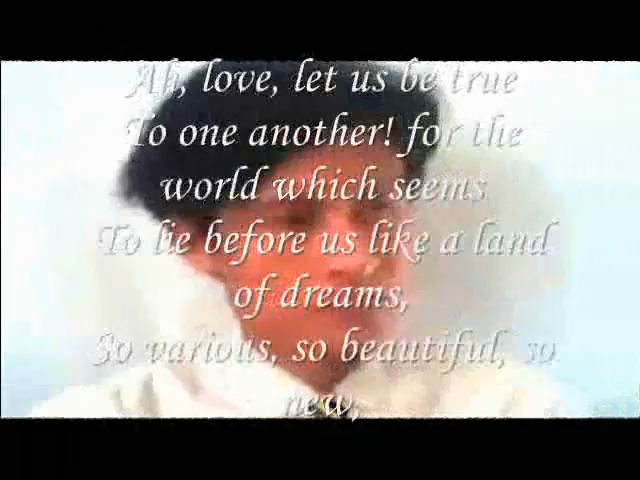 Ah, love, let us be true
To one another! for the
world which seems
To lie before us like a land
of dreams,
So various, so beautiful, so
new,